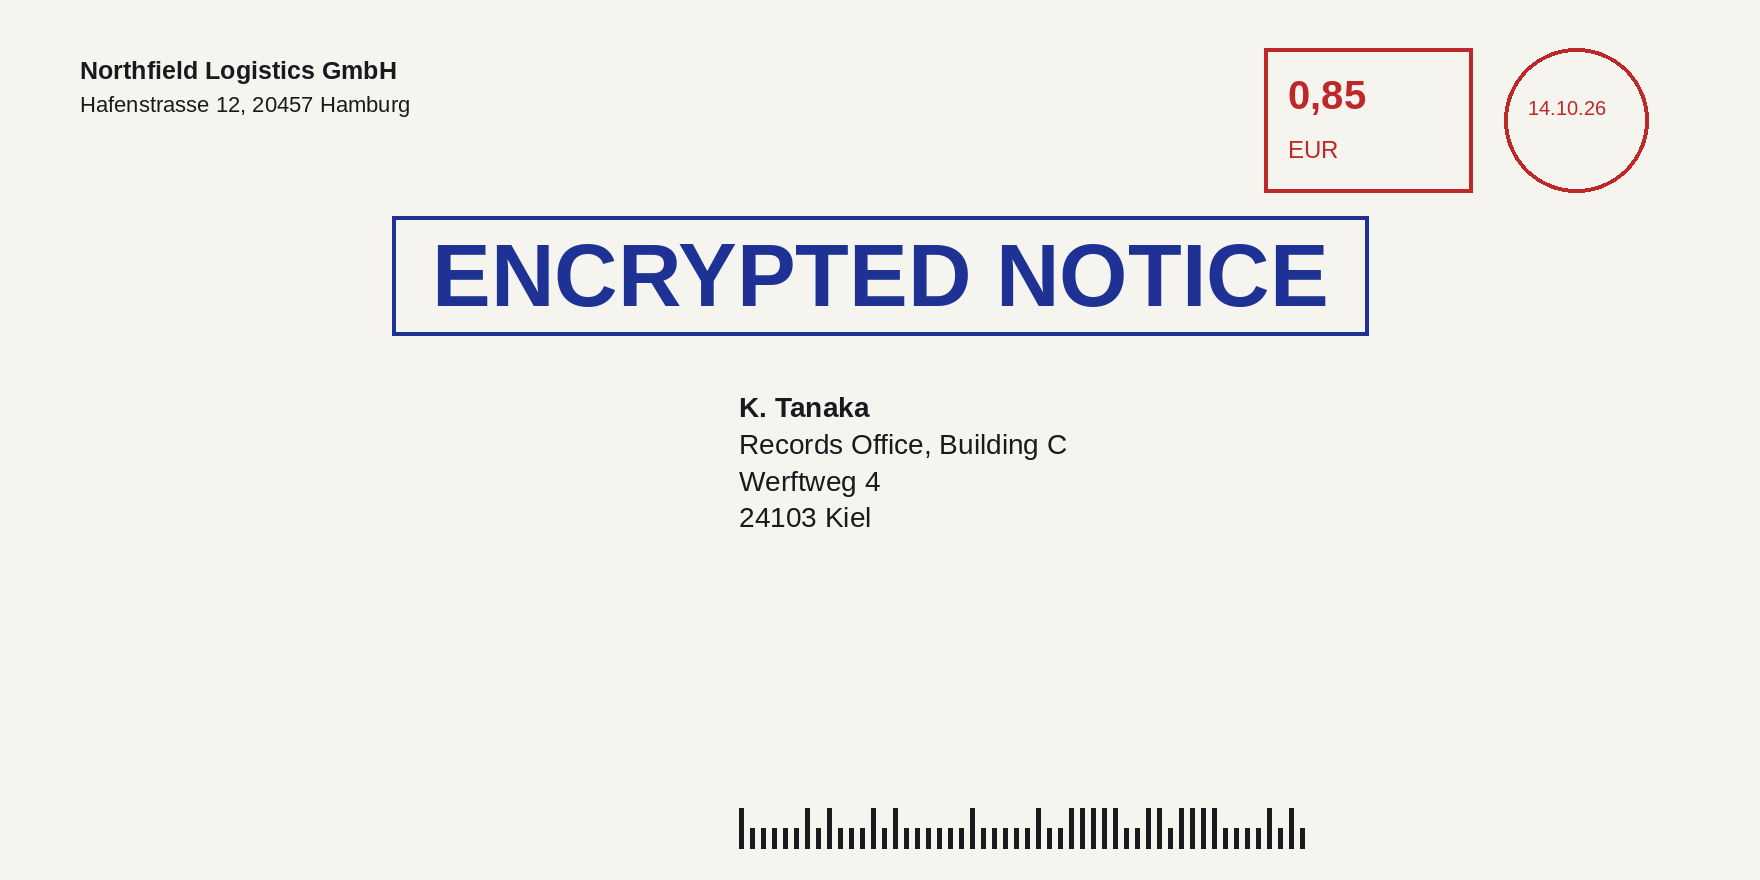 Northfield Logistics GmbH
Hafenstrasse 12, 20457 Hamburg
0,85
EUR
14.10.26
ENCRYPTED NOTICE
K. Tanaka
Records Office, Building C
Werftweg 4
24103 Kiel